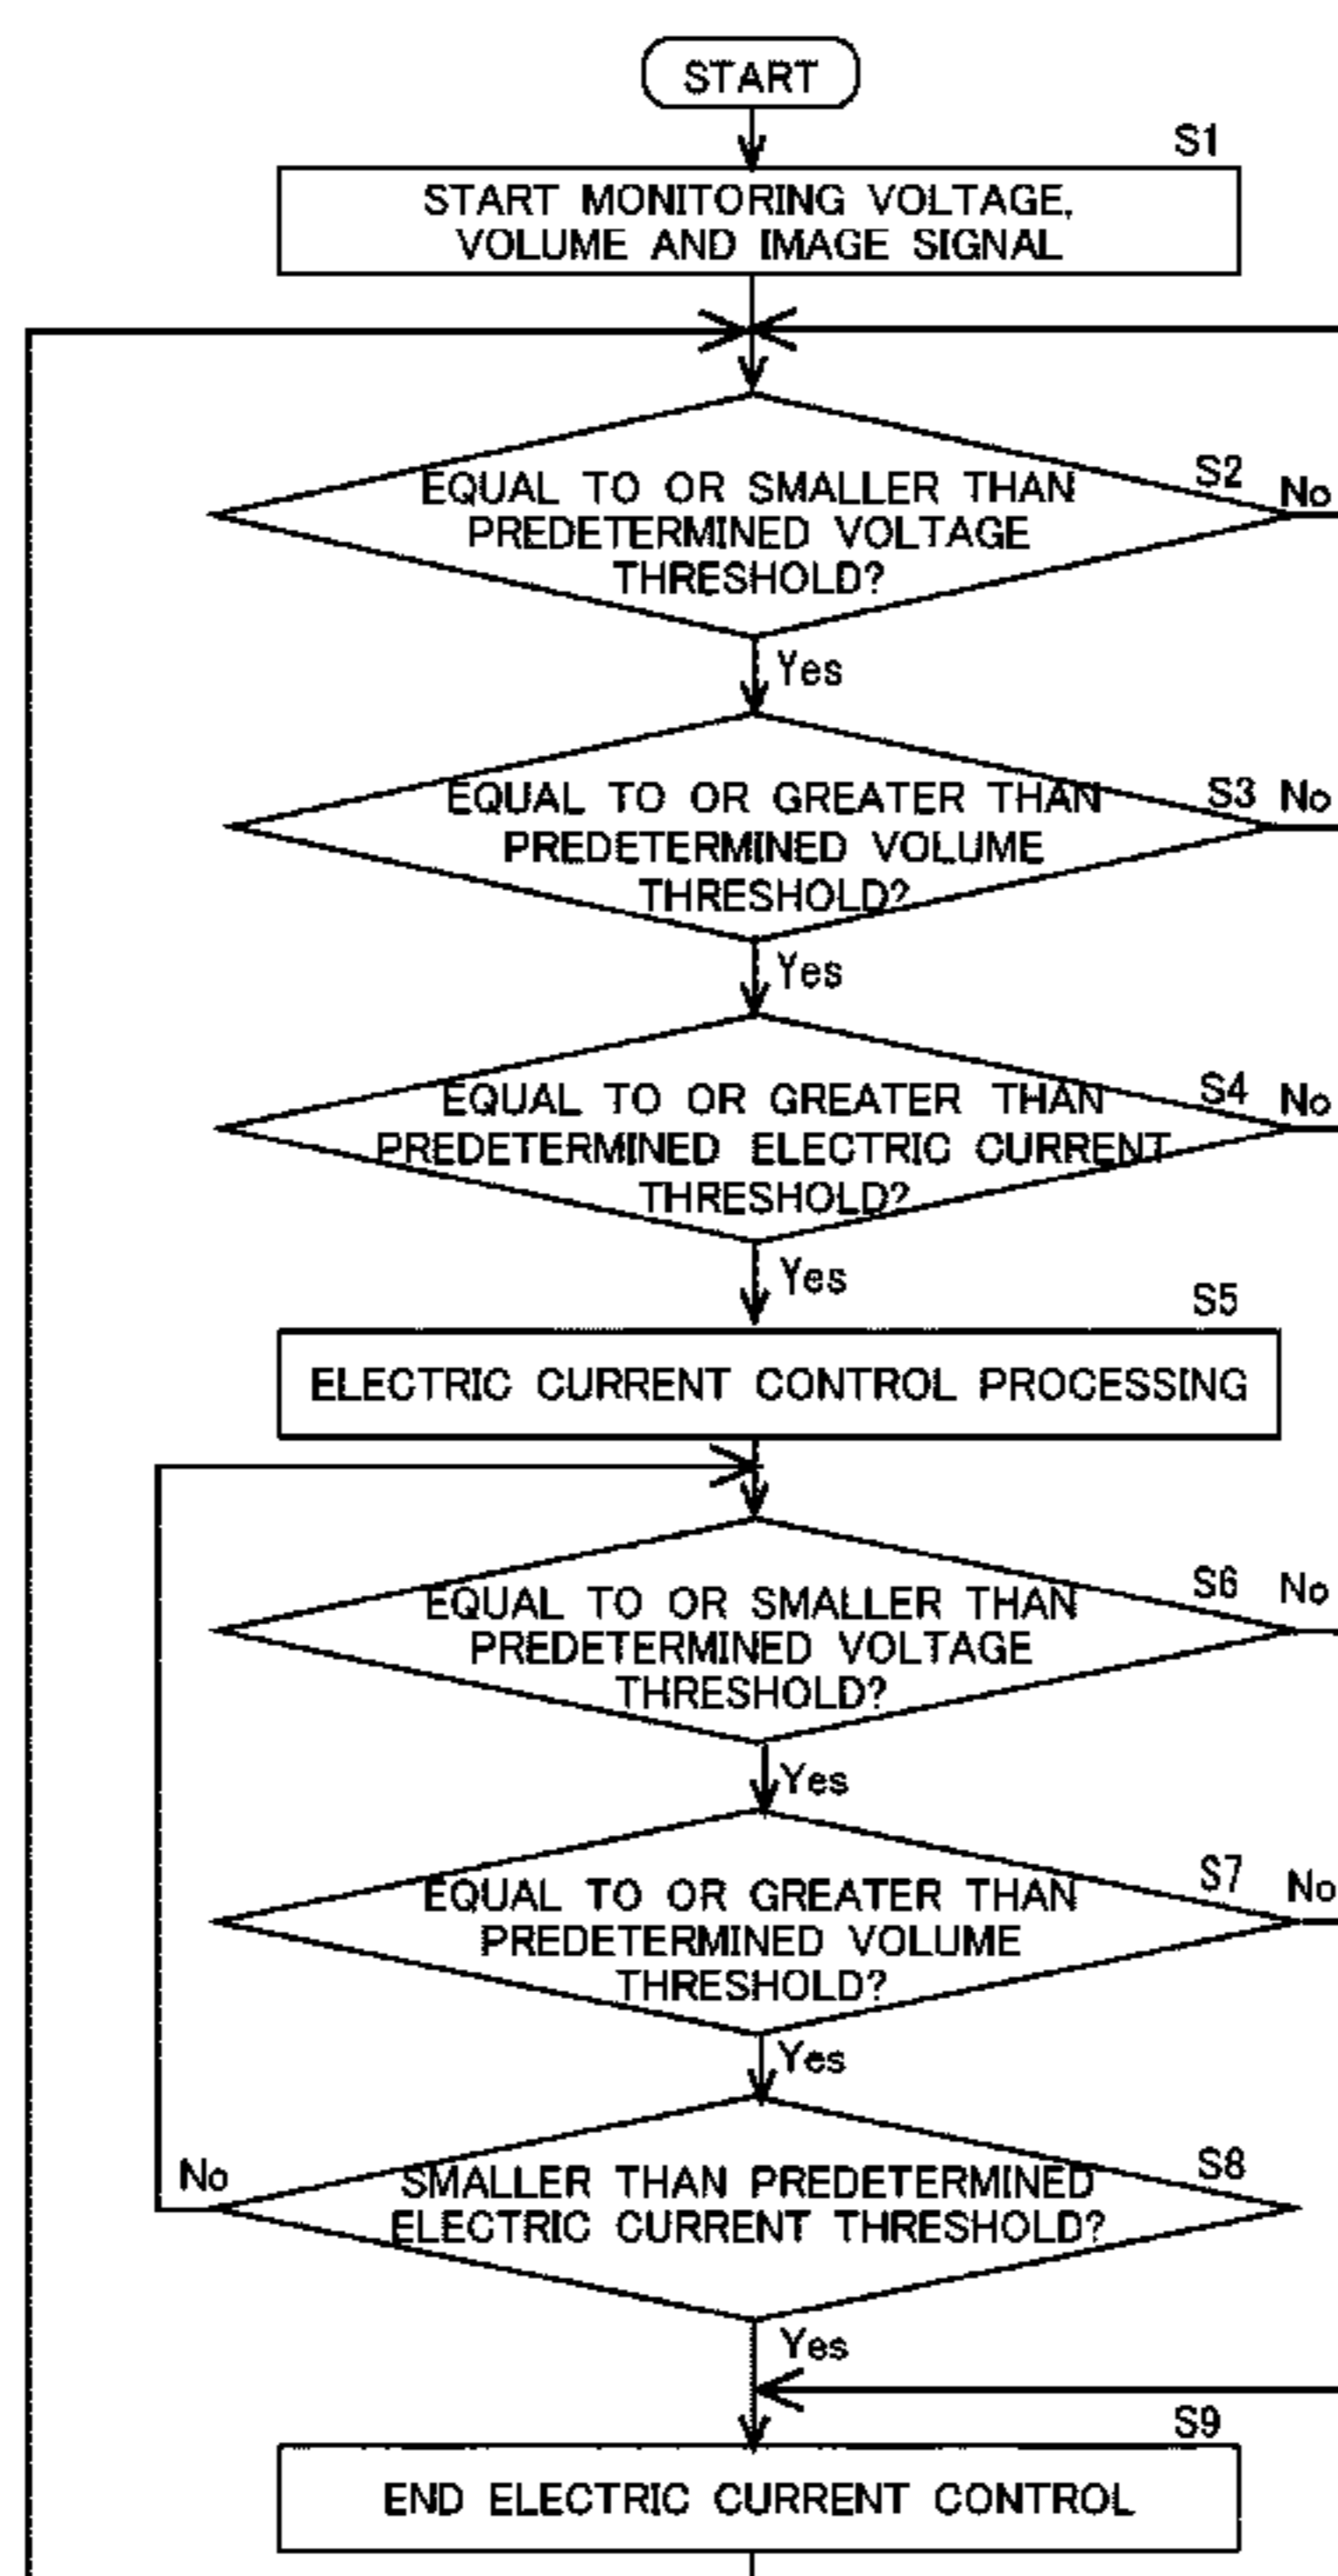 START
S1
START MONITORING VOLTAGE,
VOLUME AND IMAGE SIGNAL
S2 No
EQUAL TO OR SMALLER THAN
PREDETERMINED VOLTAGE
THRESHOLD?
Yes
S3 No
EQUAL TO OR GREATER THAN
PREDETERMINED VOLUME
THRESHOLD?
Yes
S4 No
EQUAL TO OR GREATER THAN
PREDETERMINED ELECTRIC CURRENT
THRESHOLD?
Yes
S5
ELECTRIC CURRENT CONTROL PROCESSING
S6 No
EQUAL TO OR SMALLER THAN
PREDETERMINED VOLTAGE
THRESHOLD?
Yes
S7 No
EQUAL TO OR GREATER THAN
PREDETERMINED VOLUME
THRESHOLD?
Yes
S8
No
SMALLER THAN PREDETERMINED
ELECTRIC CURRENT THRESHOLD?
Yes
S9
END ELECTRIC CURRENT CONTROL